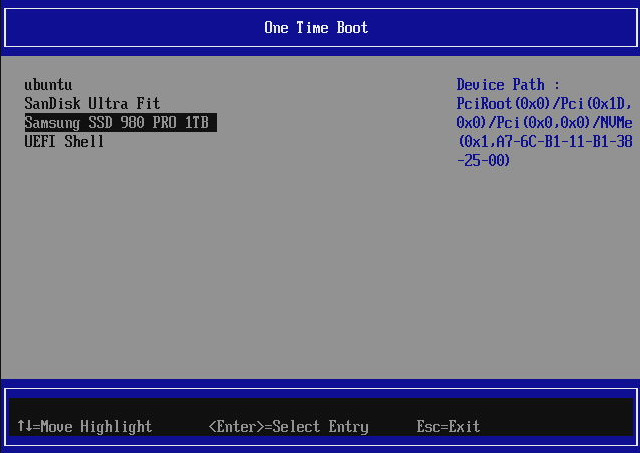 One Time Boot
ubuntu
SanDisk Ultra Fit
Samsung SSD 980 PRO 1TB
UEFI Shell
Device Path :
PciRoot(0x0)/Pci(0x1D,
0x0)/Pci(0x0,0x0)/NVMe
(0x1,A7-6C-B1-11-B1-38
-25-00)
↑↓=Move Highlight <Enter>=Select Entry Esc=Exit